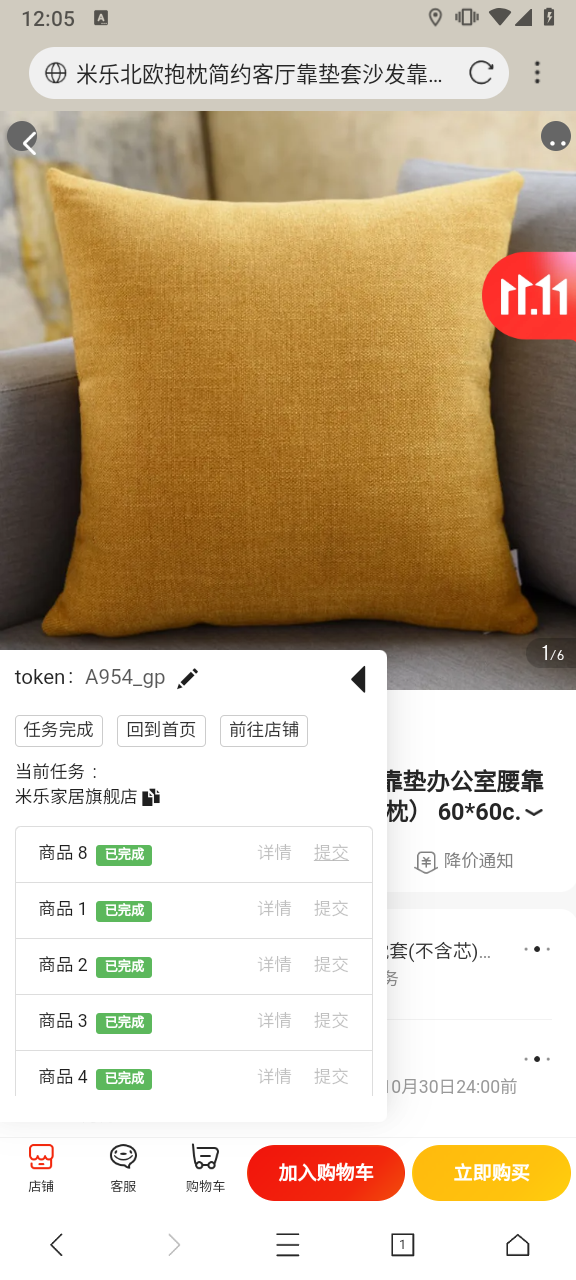 12:05
A
米乐北欧抱枕简约客厅靠垫套沙发靠…
11.11
1/6
token： A954_gp
任务完成 回到首页 前往店铺
当前任务：
米乐家居旗舰店
靠垫办公室腰靠
枕） 60*60c.
¥ 降价通知
商品 8 已完成 详情 提交
商品 1 已完成 详情 提交
套(不含芯)…
商品 2 已完成 详情 提交
务
商品 3 已完成 详情 提交
商品 4 已完成 详情 提交
10月30日24:00前
店铺 客服 购物车 加入购物车 立即购买
1